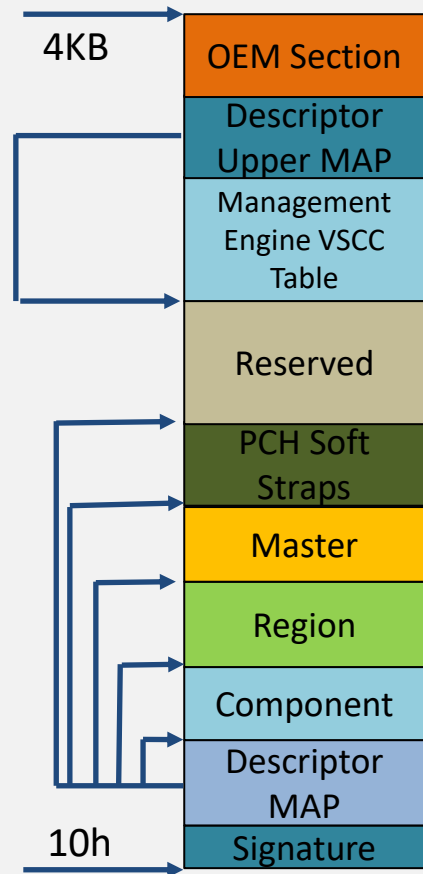 4KB
OEM Section
Descriptor
Upper MAP
Management
Engine VSCC
Table
Reserved
PCH Soft
Straps
Master
Region
Component
Descriptor
MAP
10h
Signature